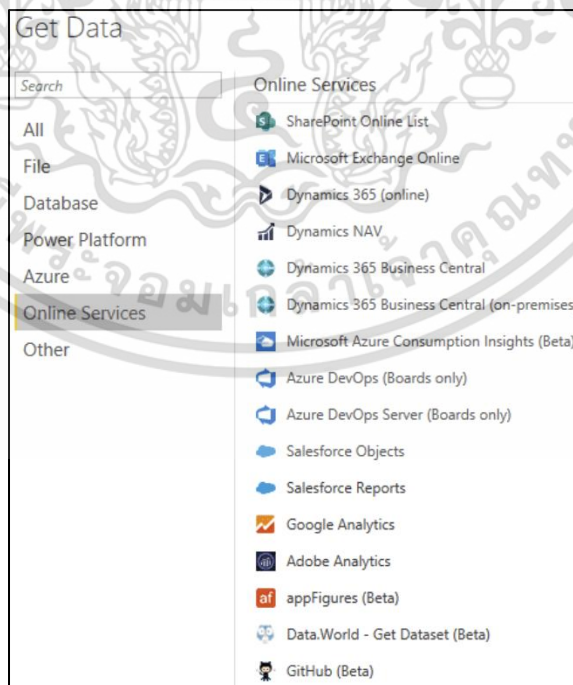 Get Data
Search
All
File
Database
Power Platform
Azure
Online Services
Other
Online Services
SharePoint Online List
Microsoft Exchange Online
Dynamics 365 (online)
Dynamics NAV
Dynamics 365 Business Central
Dynamics 365 Business Central (on-premises
Microsoft Azure Consumption Insights (Beta)
Azure DevOps (Boards only)
Azure DevOps Server (Boards only)
Salesforce Objects
Salesforce Reports
Google Analytics
Adobe Analytics
af appFigures (Beta)
Data.World - Get Dataset (Beta)
GitHub (Beta)